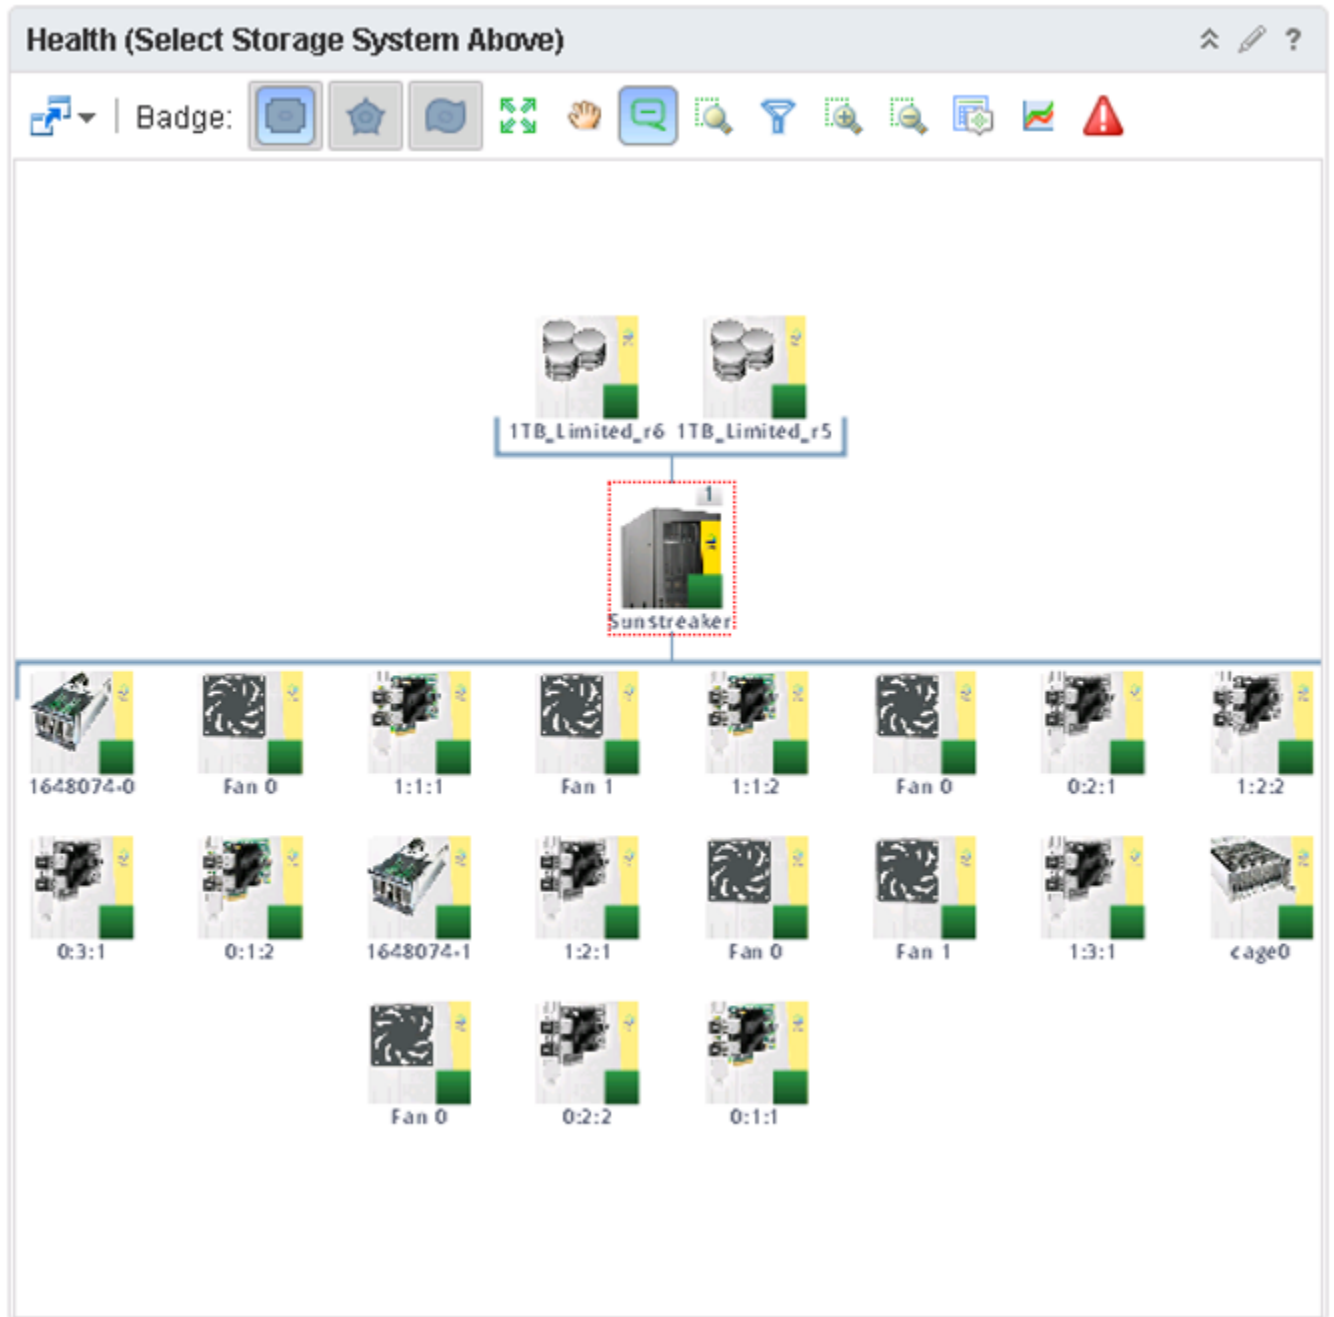 Health (Select Storage System Above) ?
Badge:
1TB_Limited_r6 1TB_Limited_r5
1
Sunstreaker
1648074-0 Fan 0 1:1:1 Fan 1 1:1:2 Fan 0 0:2:1 1:2:2
0:3:1 0:1:2 1648074-1 1:2:1 Fan 0 Fan 1 1:3:1 cage0
Fan 0 0:2:2 0:1:1